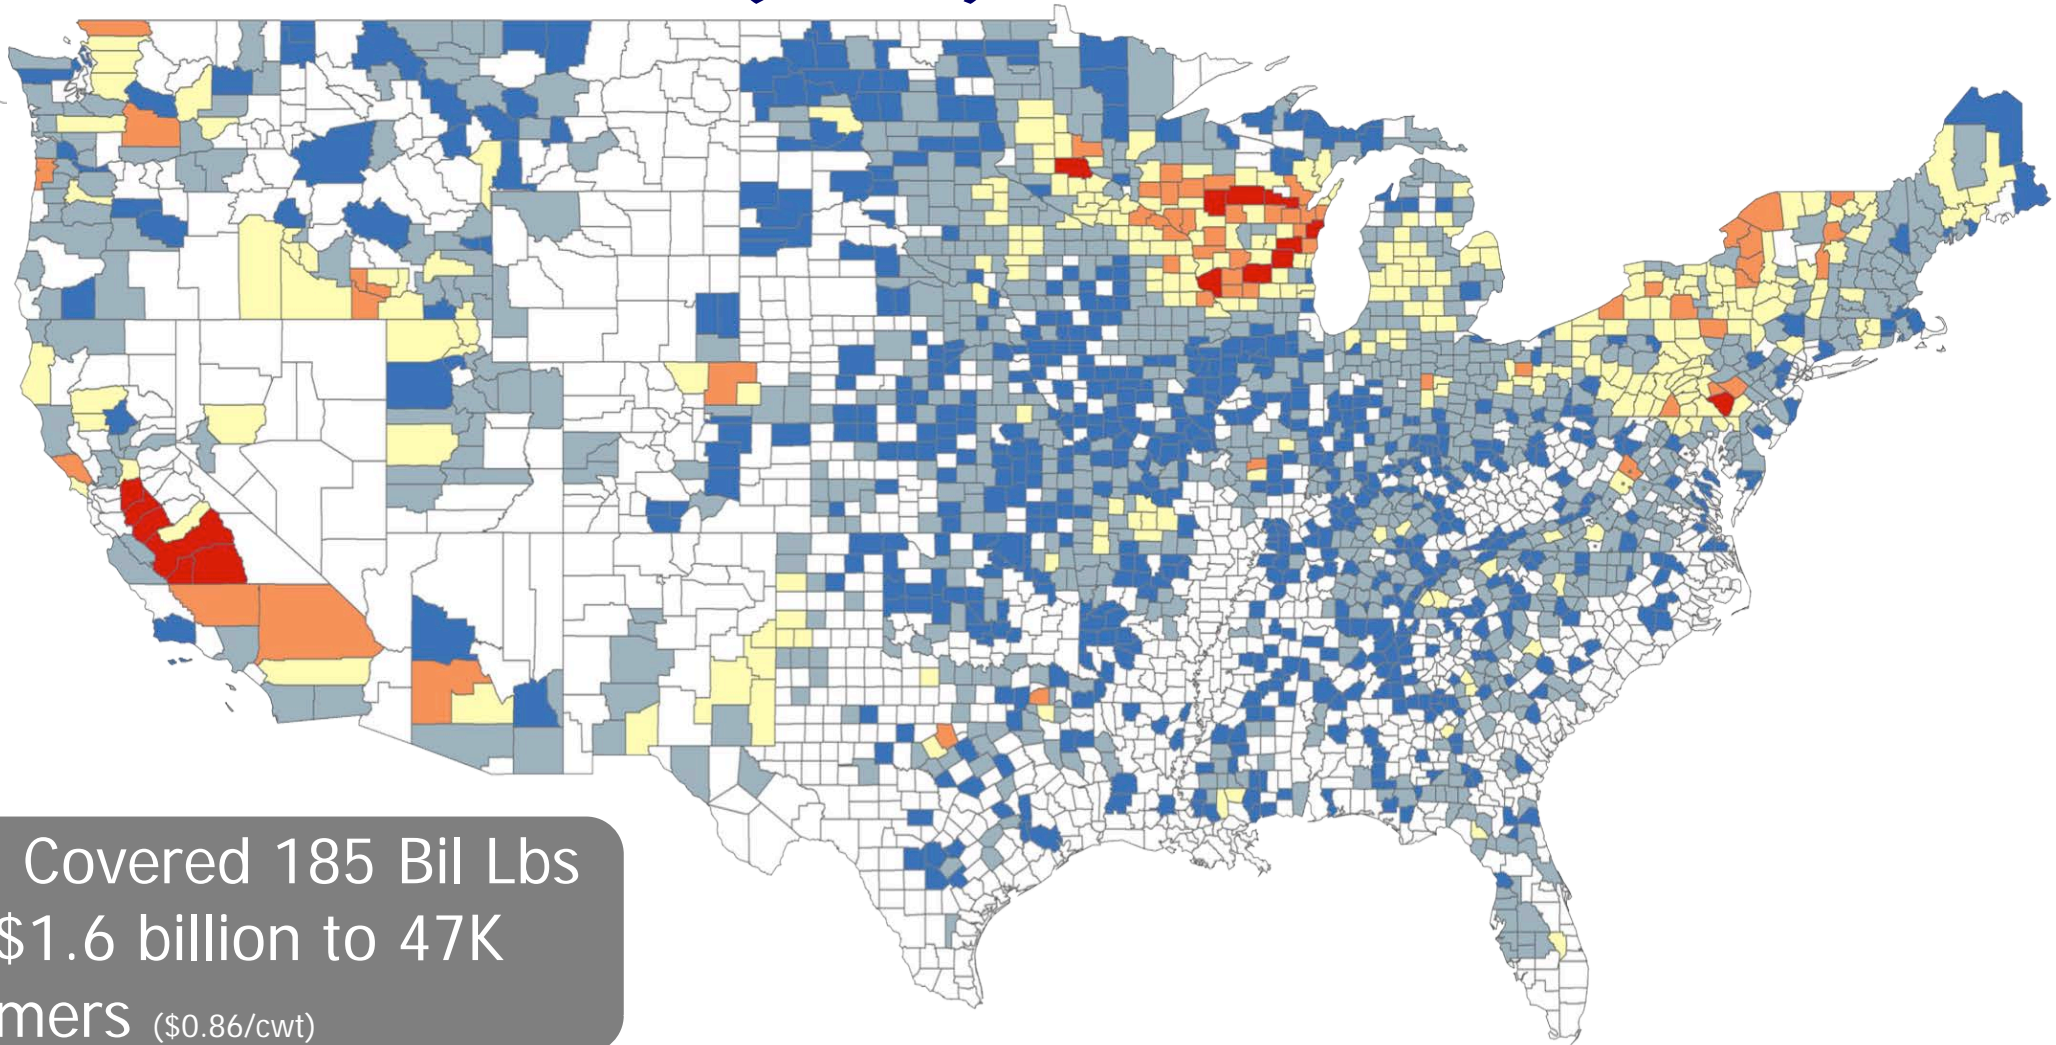 Covered 185 Bil Lbs
$1.6 billion to 47K
mers ($0.86/cwt)